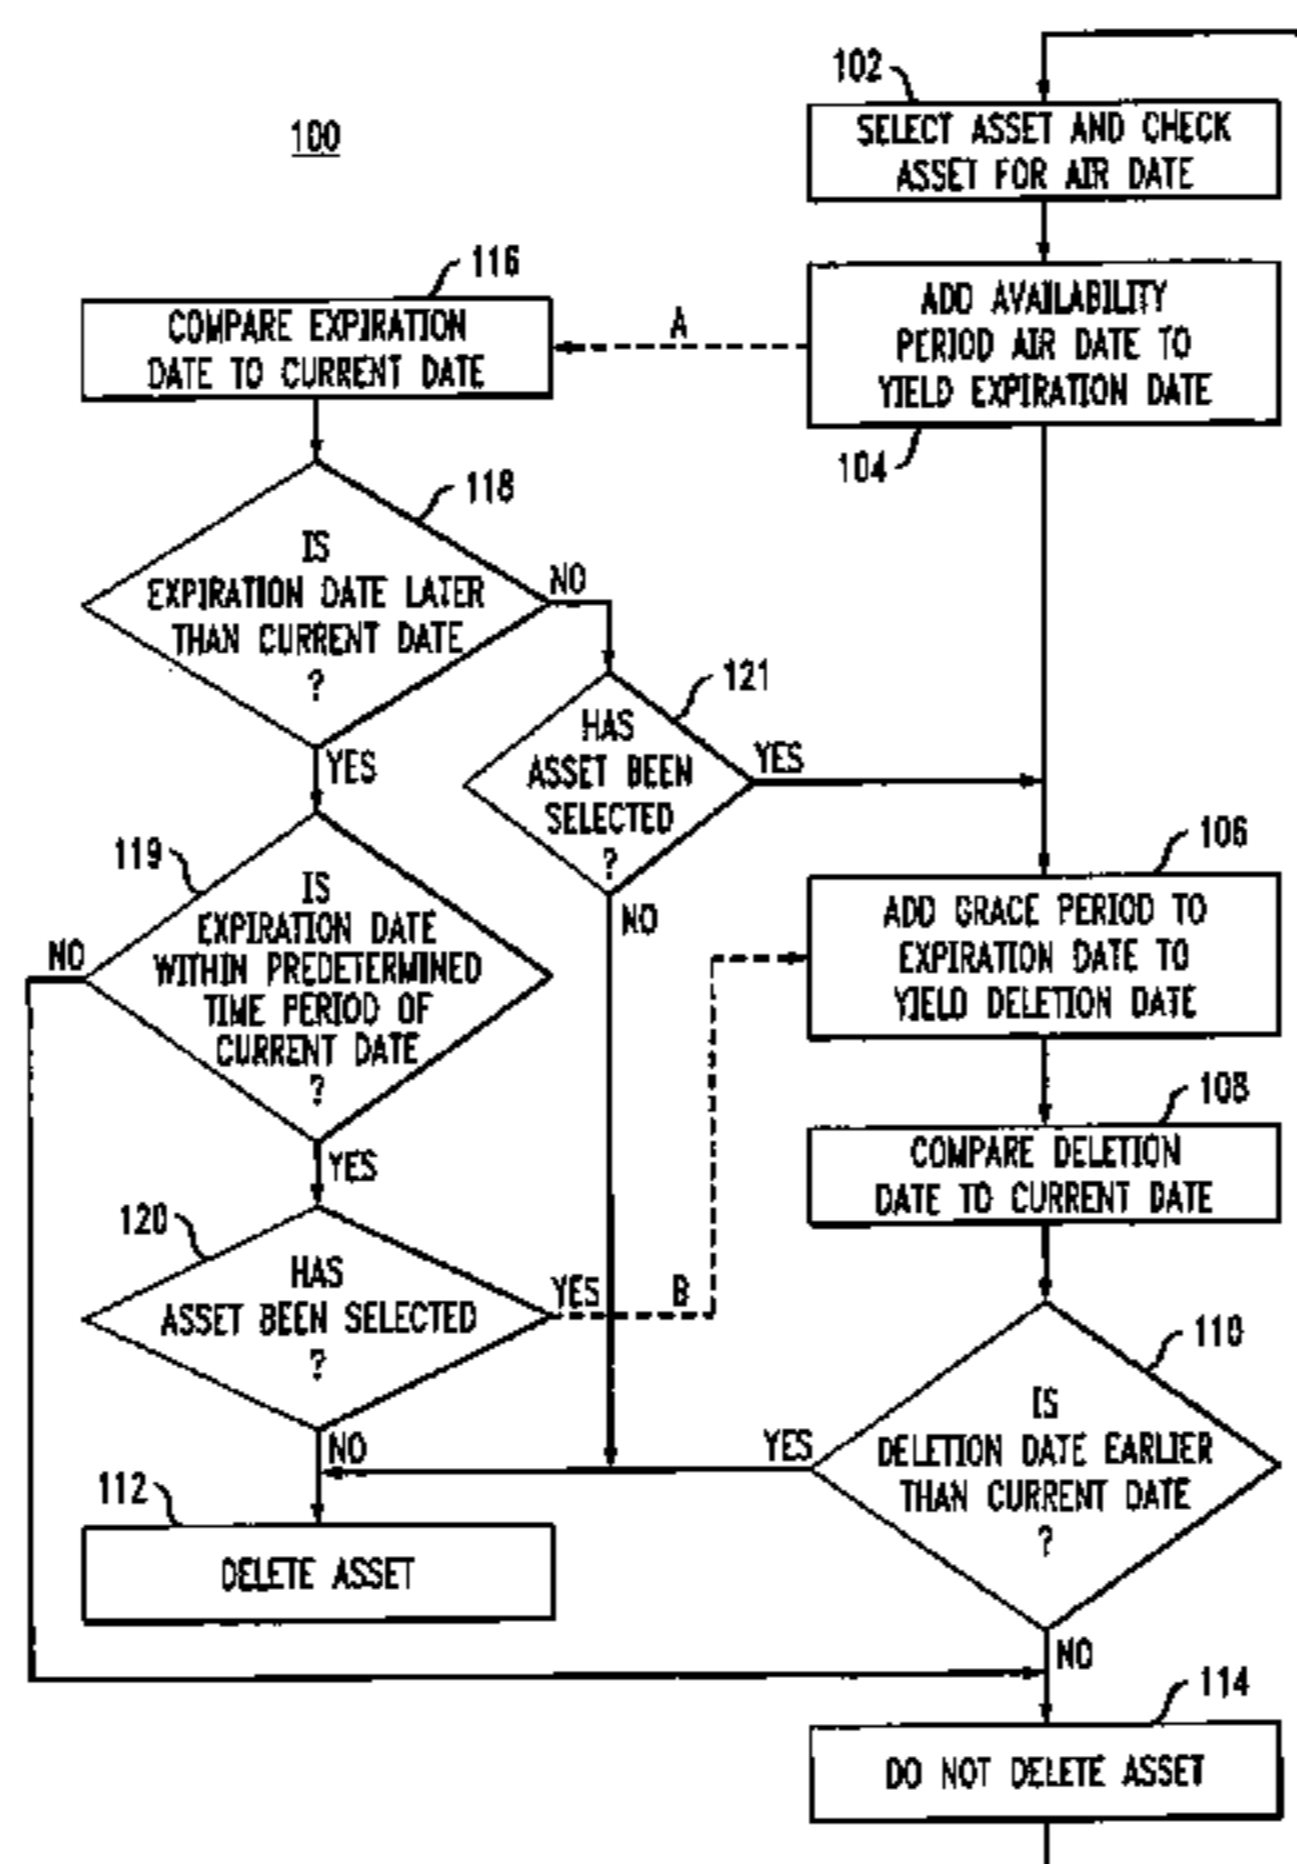 100
102
SELECT ASSET AND CHECK
ASSET FOR AIR DATE
116
COMPARE EXPIRATION
DATE TO CURRENT DATE
A
ADD AVAILABILITY
PERIOD AIR DATE TO
YIELD EXPIRATION DATE
104
118
IS
EXPIRATION DATE LATER
THAN CURRENT DATE
?
NO
YES
121
HAS
ASSET BEEN
SELECTED
?
YES
NO
119
IS
EXPIRATION DATE
WITHIN PREDETERMINED
TIME PERIOD OF
CURRENT DATE
?
NO
YES
106
ADD GRACE PERIOD TO
EXPIRATION DATE TO
YIELD DELETION DATE
108
COMPARE DELETION
DATE TO CURRENT DATE
120
HAS
ASSET BEEN SELECTED
?
YES
B
NO
110
IS
DELETION DATE EARLIER
THAN CURRENT DATE
?
YES
NO
112
DELETE ASSET
114
DO NOT DELETE ASSET